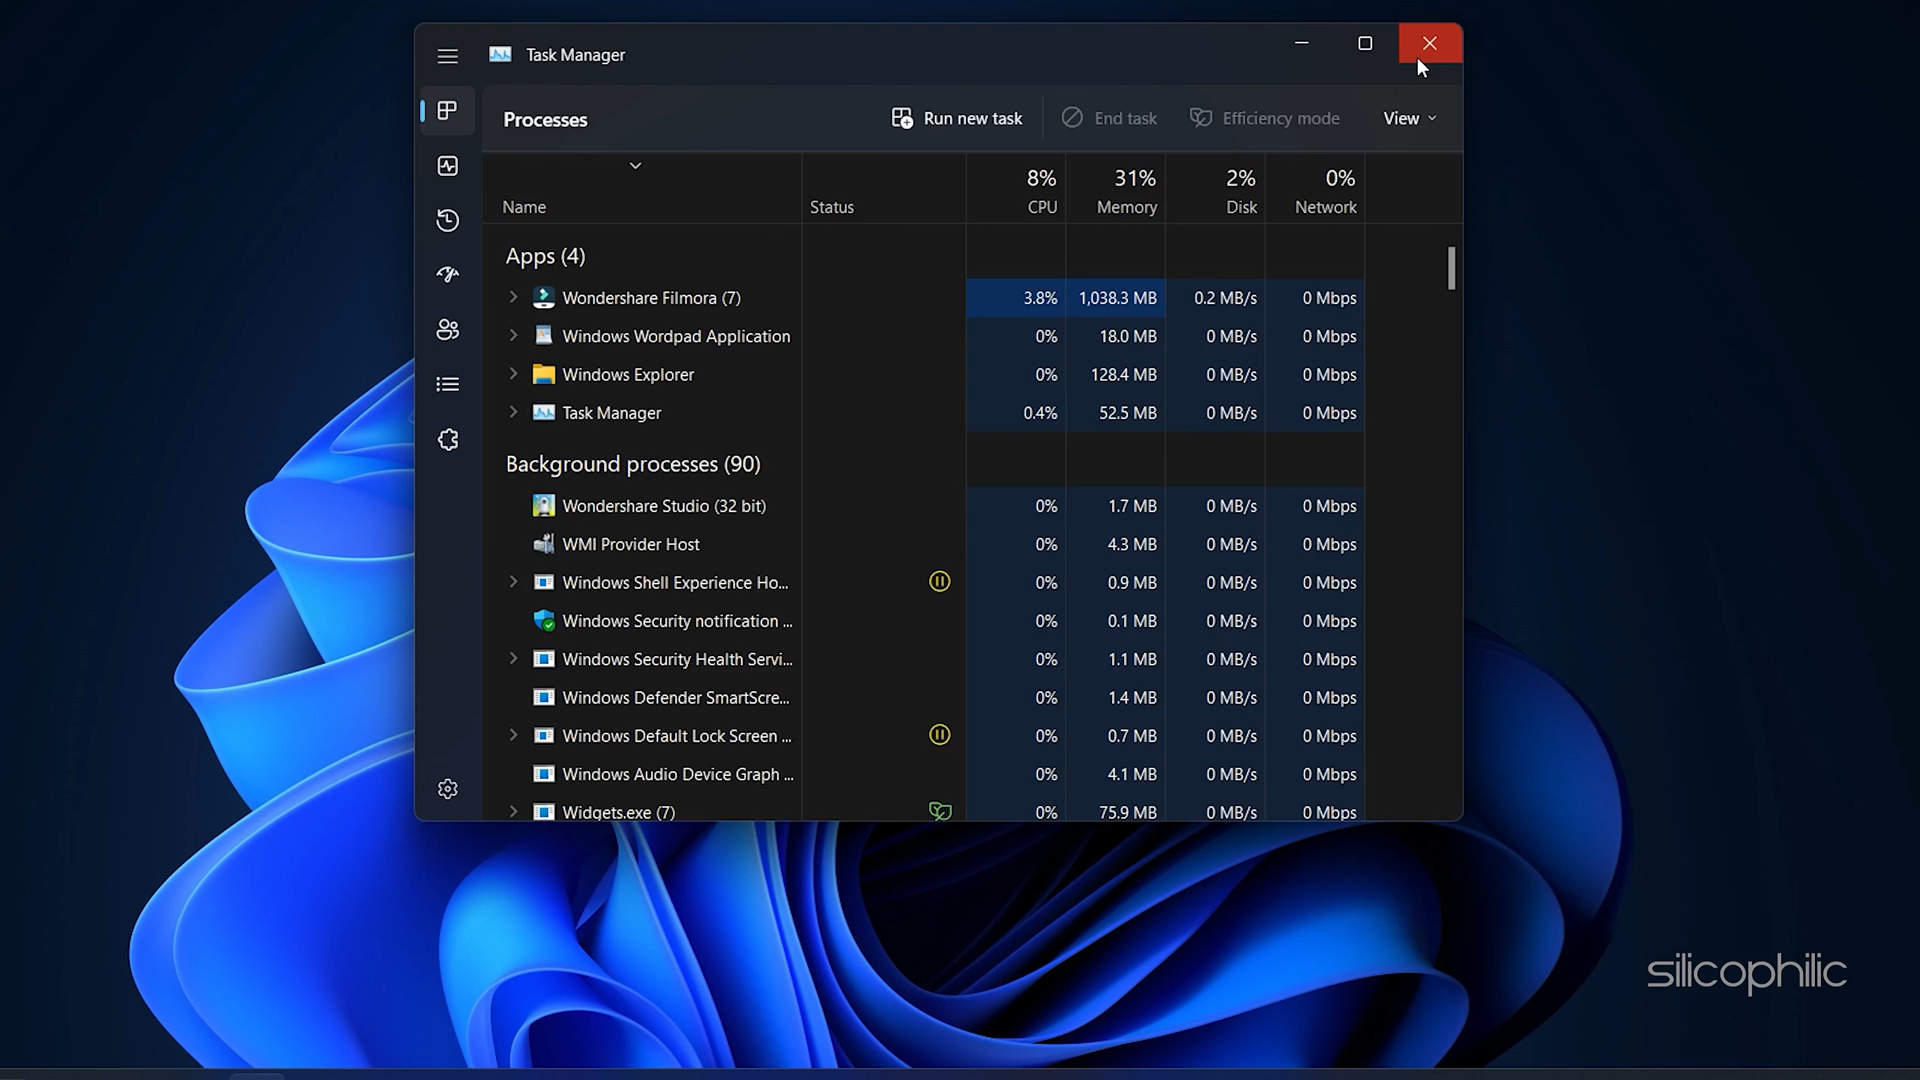 Task Manager
Processes
Run new task
End task
Efficiency mode
View
8% 31% 2% 0%
Name Status CPU Memory Disk Network
Apps (4)
Wondershare Filmora (7) 3.8% 1,038.3 MB 0.2 MB/s 0 Mbps
Windows Wordpad Application 0% 18.0 MB 0 MB/s 0 Mbps
Windows Explorer 0% 128.4 MB 0 MB/s 0 Mbps
Task Manager 0.4% 52.5 MB 0 MB/s 0 Mbps
Background processes (90)
Wondershare Studio (32 bit) 0% 1.7 MB 0 MB/s 0 Mbps
WMI Provider Host 0% 4.3 MB 0 MB/s 0 Mbps
Windows Shell Experience Ho... 0% 0.9 MB 0 MB/s 0 Mbps
Windows Security notification ... 0% 0.1 MB 0 MB/s 0 Mbps
Windows Security Health Servi... 0% 1.1 MB 0 MB/s 0 Mbps
Windows Defender SmartScre... 0% 1.4 MB 0 MB/s 0 Mbps
Windows Default Lock Screen ... 0% 0.7 MB 0 MB/s 0 Mbps
Windows Audio Device Graph ... 0% 4.1 MB 0 MB/s 0 Mbps
Widgets.exe (7) 0% 75.9 MB 0 MB/s 0 Mbps
silicophilic